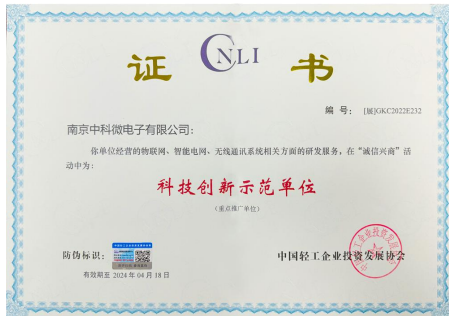 证 CNLI 书
编 号： [展]GKC2022E232
南京中科微电子有限公司：
你单位经营的物联网、智能电网、无线通讯系统相关方面的研发服务，在“诚信兴商”活
动中为：
科技创新示范单位
（重点推广单位）
防伪标识：
中国轻工企业投资发展协会
有效期至 2024 年 04 月 18 日